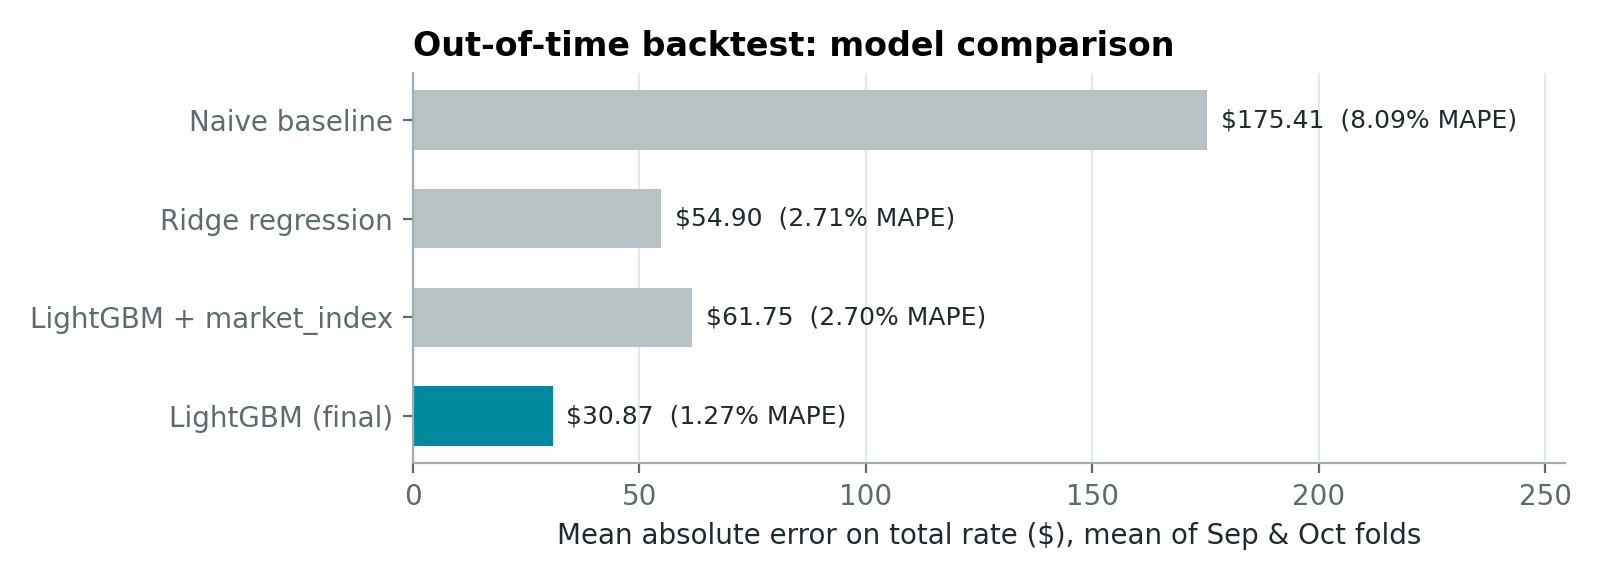 Out-of-time backtest: model comparison
Naive baseline
$175.41 (8.09% MAPE)
Ridge regression
$54.90 (2.71% MAPE)
LightGBM + market_index
$61.75 (2.70% MAPE)
LightGBM (final)
$30.87 (1.27% MAPE)
0 50 100 150 200 250
Mean absolute error on total rate ($), mean of Sep & Oct folds